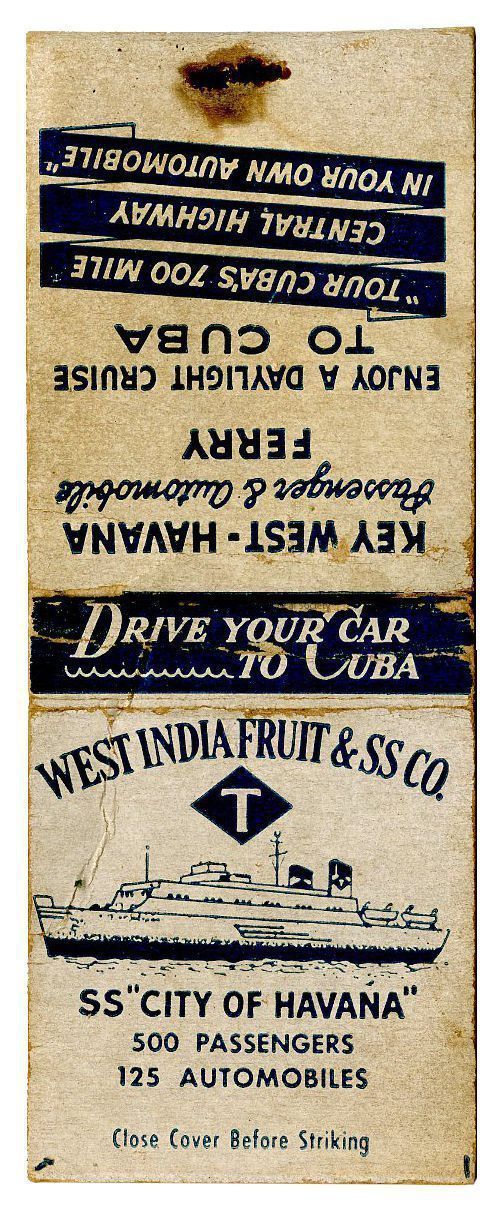 "TOUR CUBA'S 700 MILE
CENTRAL HIGHWAY
IN YOUR OWN AUTOMOBILE"
ENJOY A DAYLIGHT CRUISE
TO CUBA
KEY WEST - HAVANA
Passenger & Automobile
FERRY
DRIVE YOUR CAR
TO CUBA
WEST INDIA FRUIT & SS CO.
T
SS "CITY OF HAVANA"
500 PASSENGERS
125 AUTOMOBILES
Close Cover Before Striking